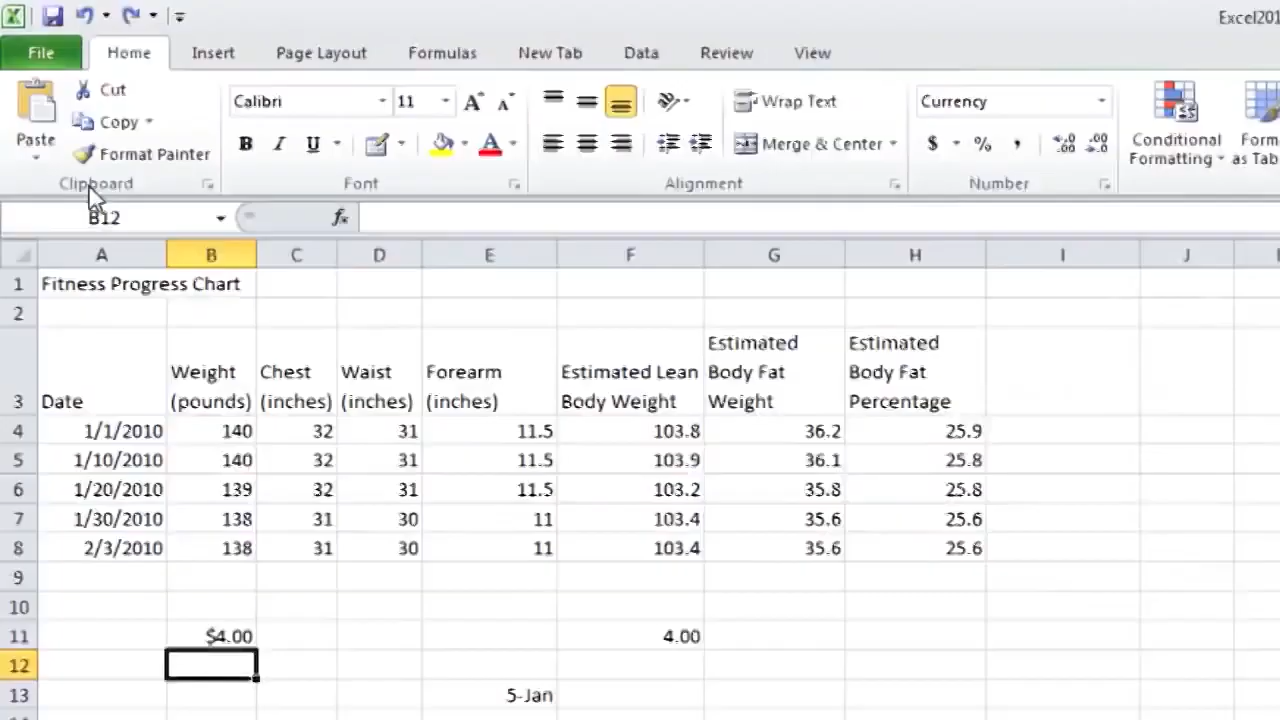 Excel201
File Home Insert Page Layout Formulas New Tab Data Review View
Paste Cut Copy Format Painter
Calibri 11 A A
B I U A
Wrap Text
Merge & Center
Currency
$ % , .0 .00 .00 .0
Conditional Formatting
Form
as Tab
Clipboard Font Alignment Number
B12 fx
A B C D E F G H I J
1 Fitness Progress Chart
2
3 Date Weight (pounds) Chest (inches) Waist (inches) Forearm (inches) Estimated Lean Body Weight Estimated Body Fat Weight Estimated Body Fat Percentage
4 1/1/2010 140 32 31 11.5 103.8 36.2 25.9
5 1/10/2010 140 32 31 11.5 103.9 36.1 25.8
6 1/20/2010 139 32 31 11.5 103.2 35.8 25.8
7 1/30/2010 138 31 30 11 103.4 35.6 25.6
8 2/3/2010 138 31 30 11 103.4 35.6 25.6
9
10
11 $4.00 4.00
12
13 5-Jan